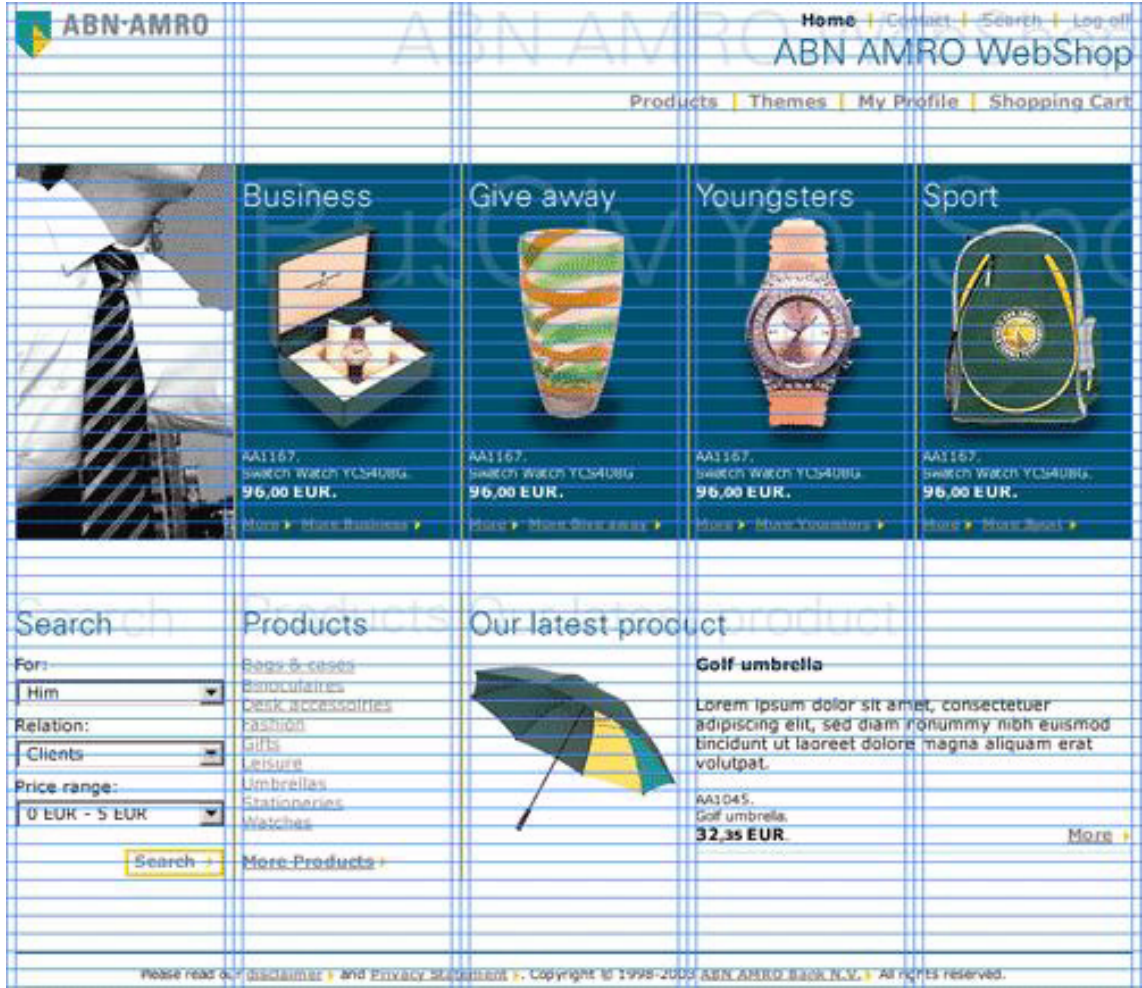 ABN·AMRO
Home | Contact | Search | Log off
ABN AMRO WebShop
Products | Themes | My Profile | Shopping Cart
Business
Give away
Youngsters
Sport
AA1167.
Swatch Watch YCS408G.
96,00 EUR.
More More Business
AA1167.
Swatch Watch YCS408G.
96,00 EUR.
More More Give away
AA1167.
Swatch Watch YCS408G.
96,00 EUR.
More More Youngsters
AA1167.
Swatch Watch YCS408G.
96,00 EUR.
More More Sport
Search
For:
Him
Relation:
Clients
Price range:
0 EUR - 5 EUR
Search
Products
Bags & cases
Binoculaires
Desk accessoiries
Fashion
Gifts
Leisure
Umbrellas
Stationeries
Watches
More Products
Our latest product
Golf umbrella
Lorem ipsum dolor sit amet, consectetuer
adipiscing elit, sed diam nonummy nibh euismod
tincidunt ut laoreet dolore magna aliquam erat
volutpat.
AA1045.
Golf umbrella.
32,35 EUR.
More
Please read our disclaimer and Privacy Statement. Copyright © 1998-2003 ABN AMRO Bank N.V. All rights reserved.